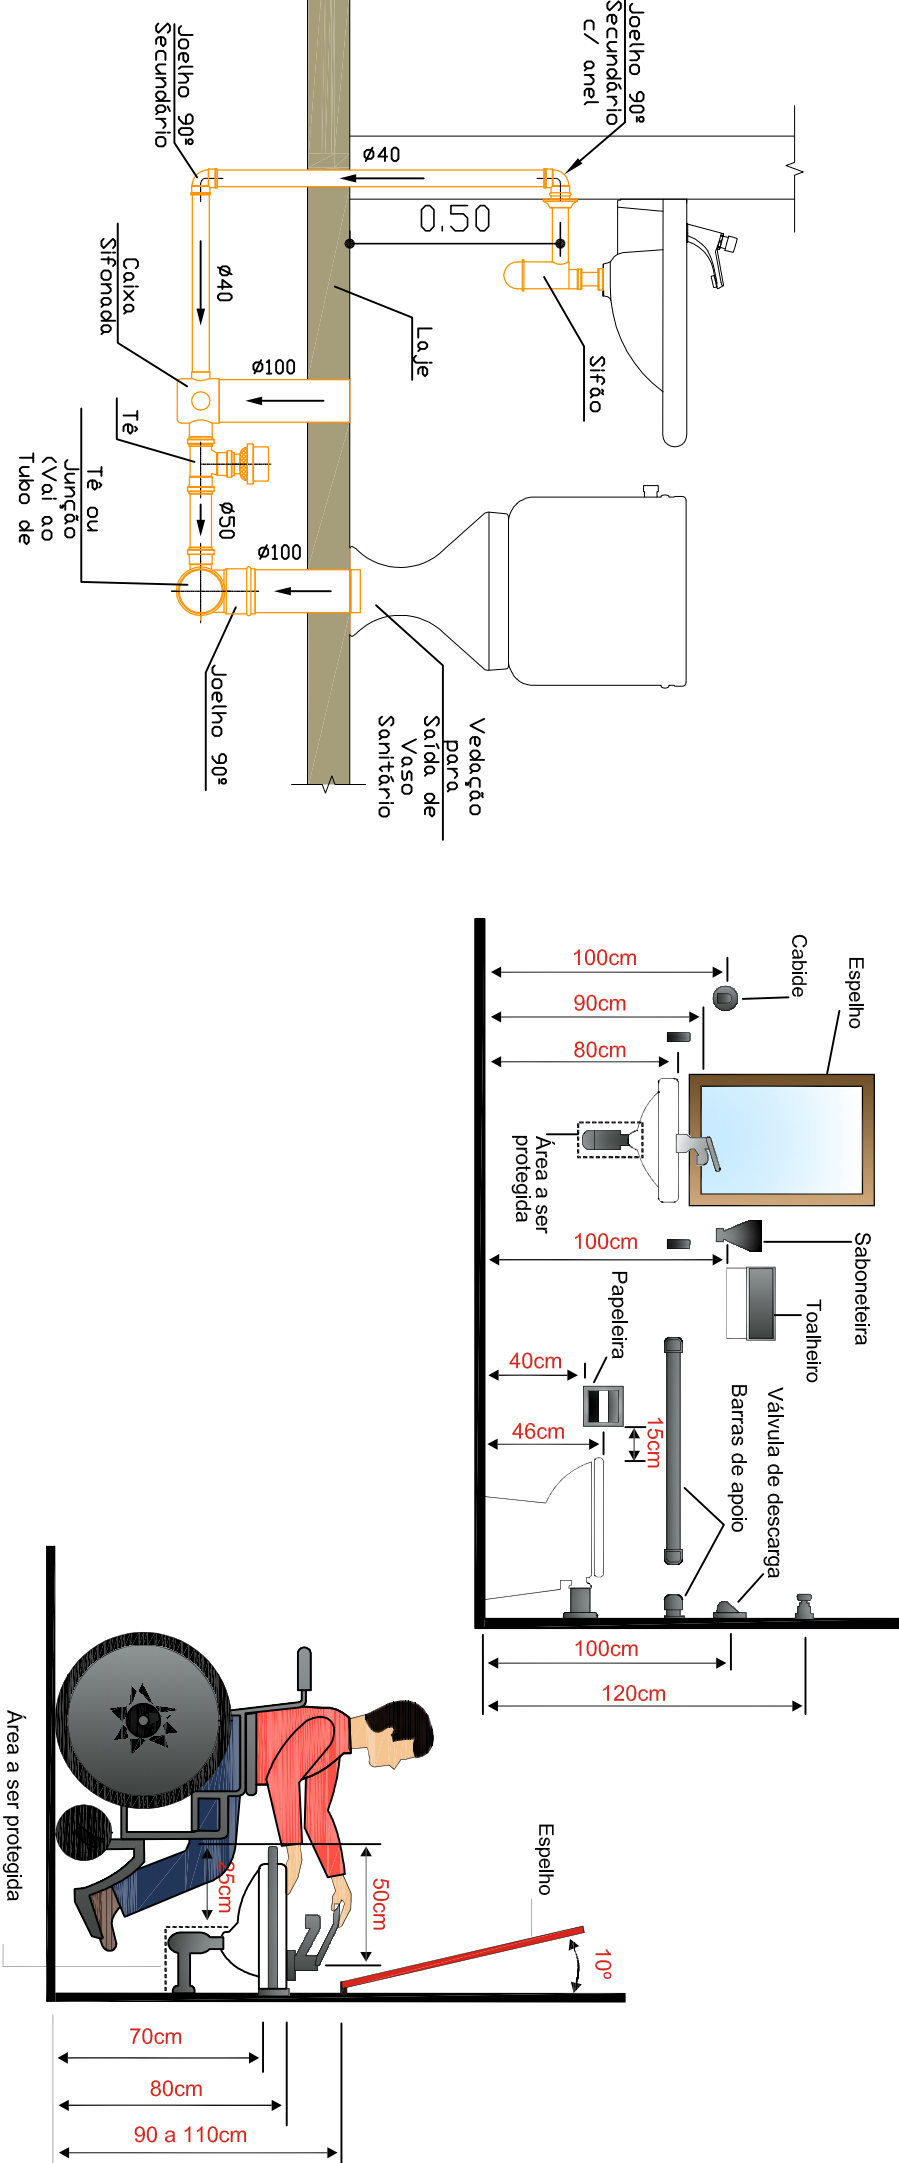 Joelho 90º
Secundário
c/ anel
Joelho 90º
Secundário
ø40
0.50
Sifão
Laje
ø40
Caixa
Sifonada
ø100
Tê
ø50
ø100
Tê ou
Junção
(Vai ao
Tubo de
Joelho 90º
Vedação
para
Saída de
Vaso
Sanitário
Cabide
Espelho
100cm
90cm
80cm
Área a ser
protegida
Saboneteira
100cm
Toalheiro
Papeleira
40cm
46cm
15cm
Barras de apoio
Válvula de descarga
100cm
120cm
Área a ser protegida
Espelho
25cm
50cm
10º
70cm
80cm
90 a 110cm